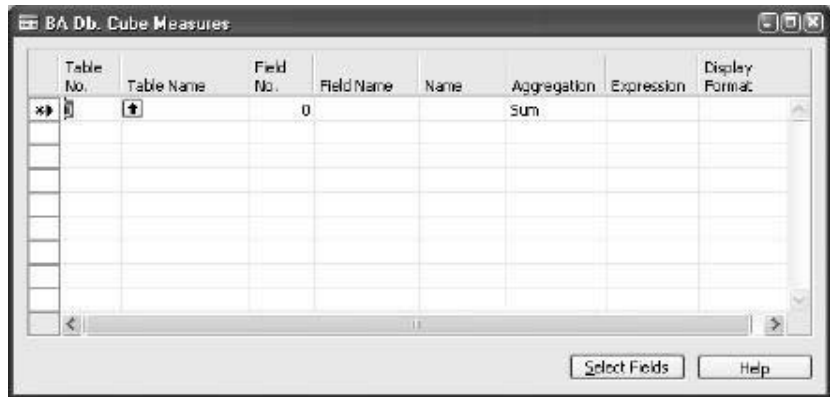 BA Db. Cube Measures
Table No. Table Name Field No. Field Name Name Aggregation Expression Display Format
0 Sum
Select Fields Help